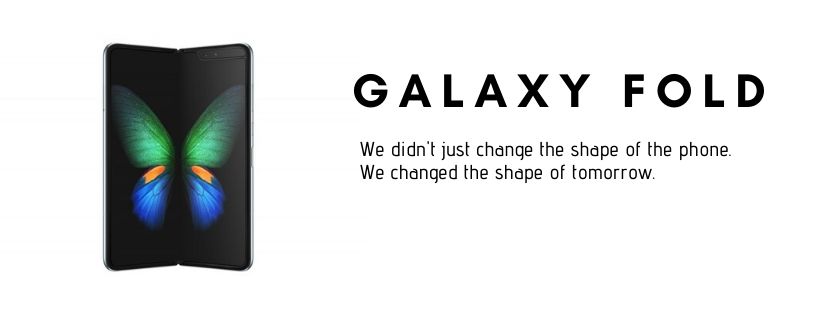 GALAXY FOLD
We didn't just change the shape of the phone.
We changed the shape of tomorrow.